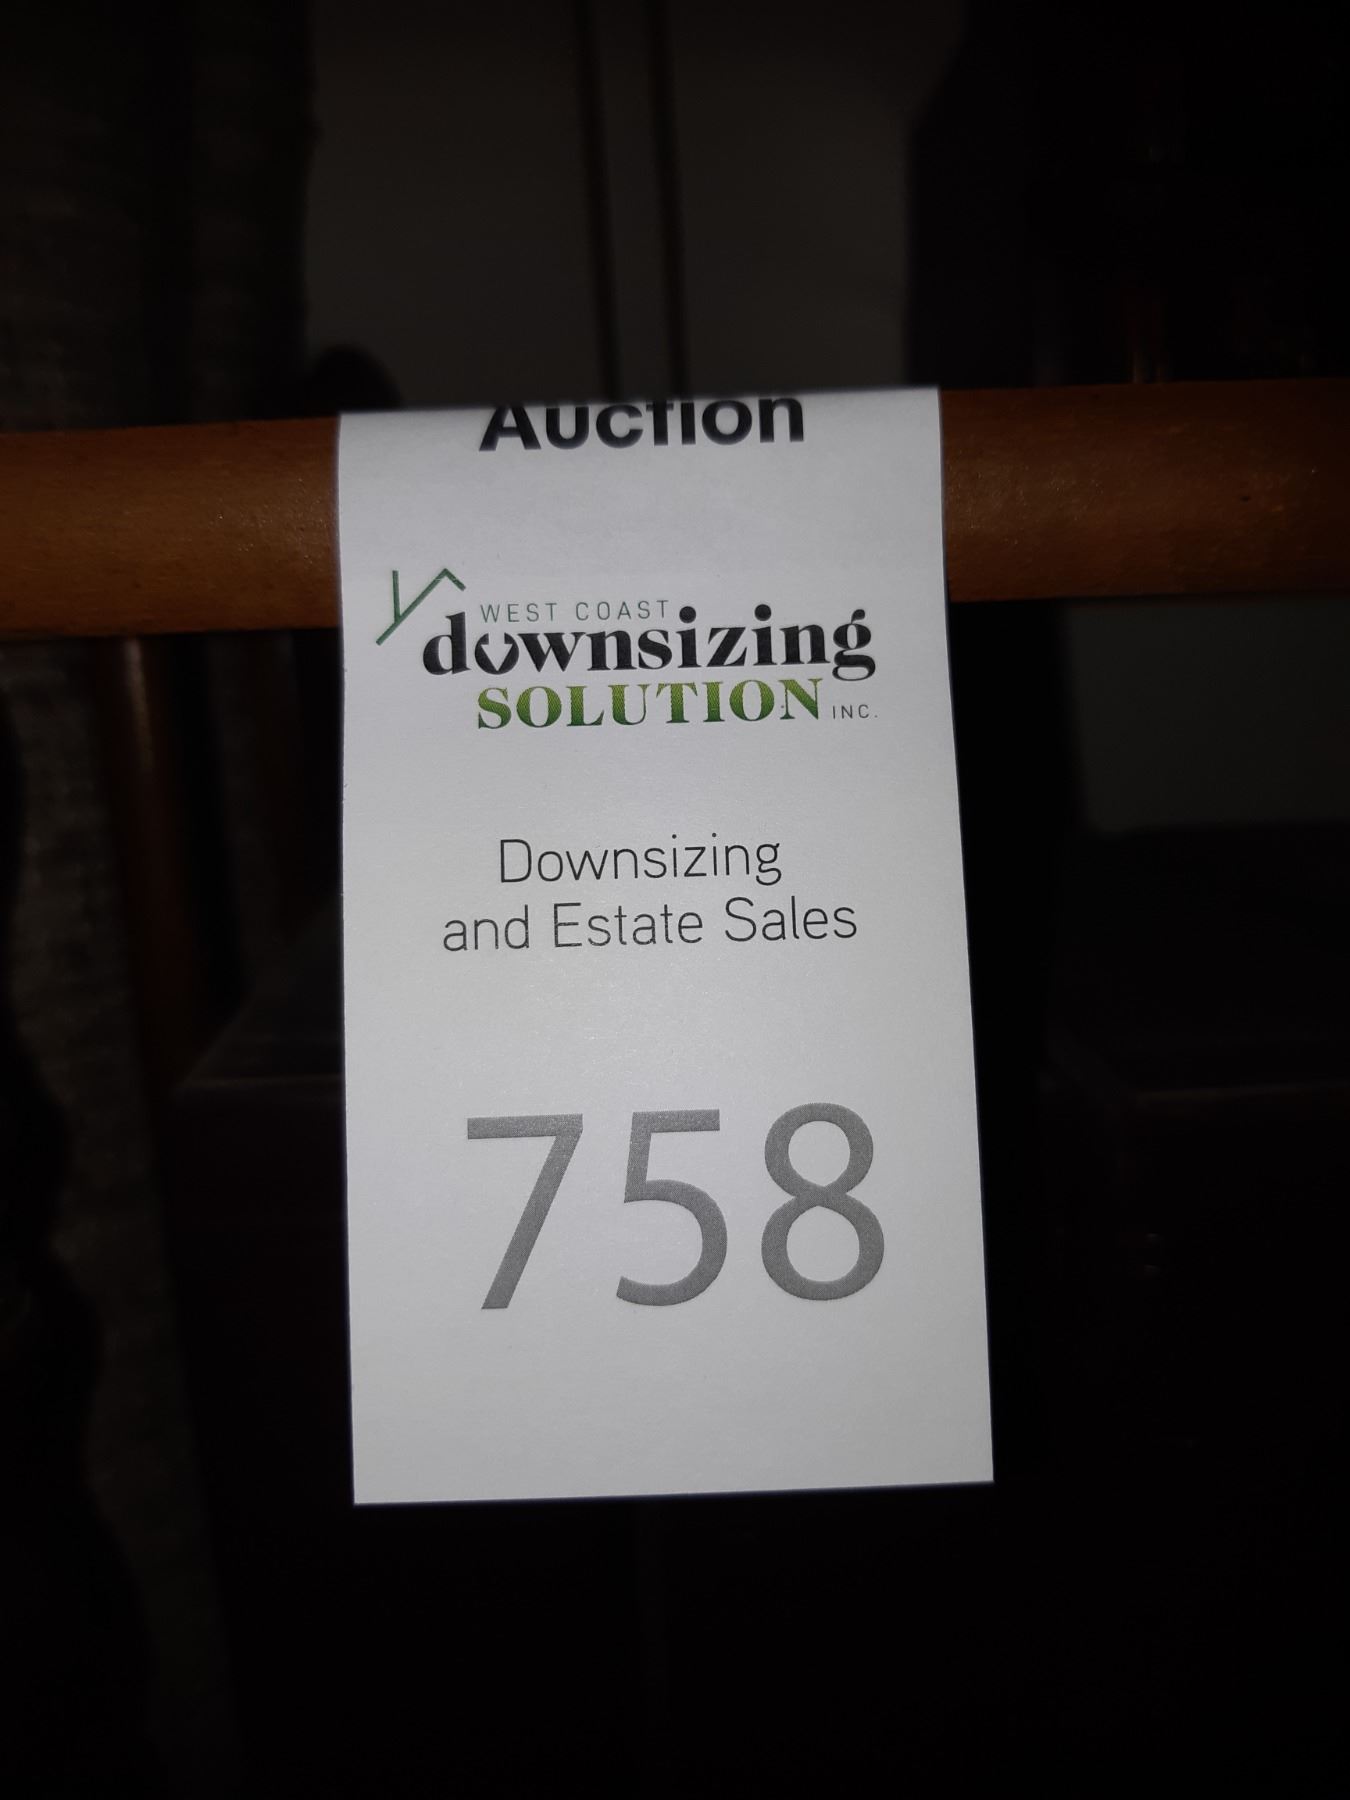 Auction
WEST COAST
downsizing
SOLUTION INC.
Downsizing
and Estate Sales
758